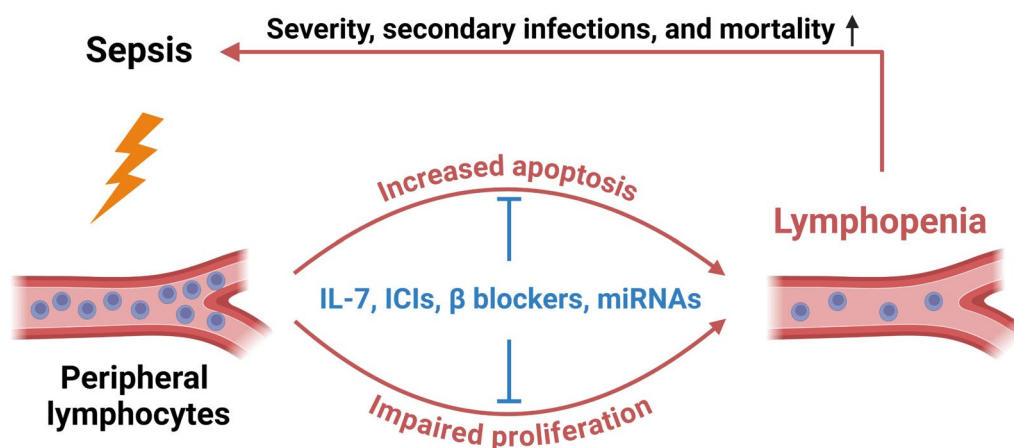 Severity, secondary infections, and mortality ↑
Sepsis
Increased apoptosis
Lymphopenia
IL-7, ICIs, β blockers, miRNAs
Peripheral
lymphocytes
Impaired proliferation